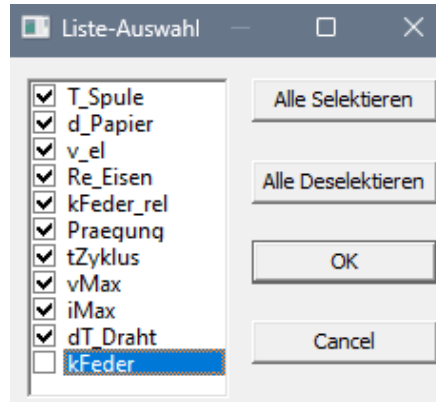 Liste-Auswahl
T_Spule
d_Papier
v_el
Re_Eisen
kFeder_rel
Praegung
tZyklus
vMax
iMax
dT_Draht
kFeder
Alle Selektieren
Alle Deselektieren
OK
Cancel